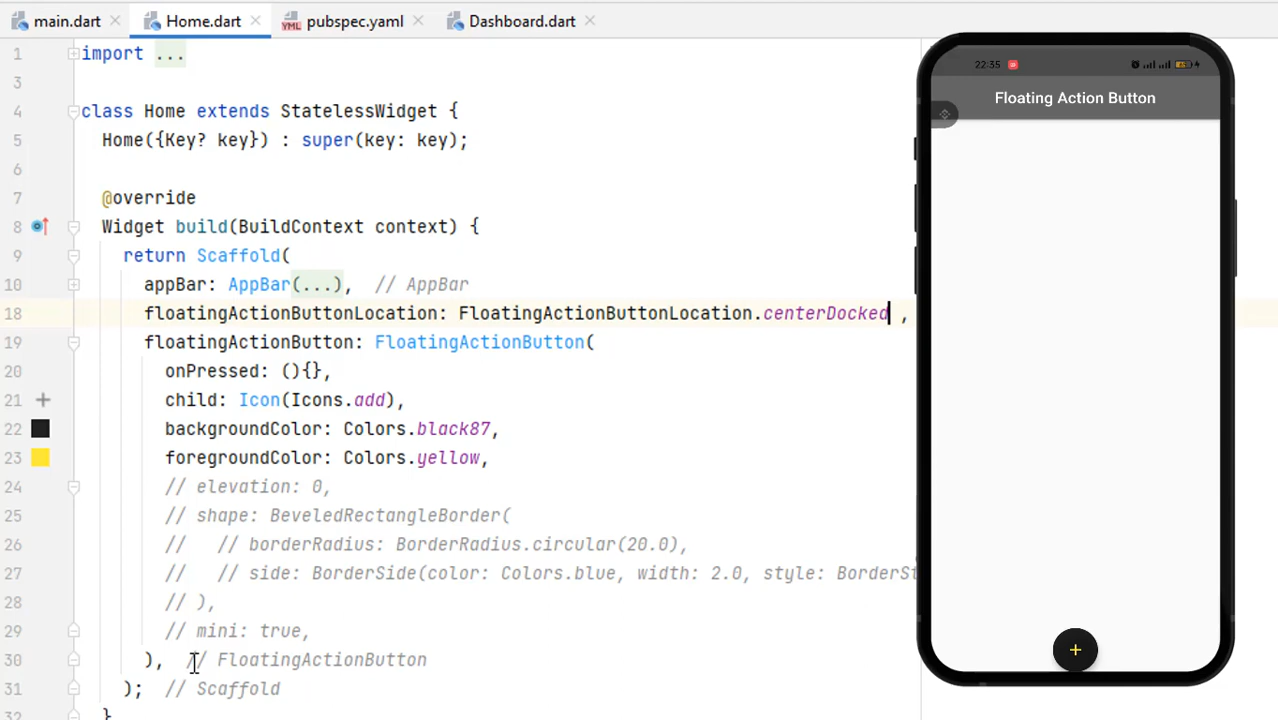 main.dart Home.dart pubspec.yaml Dashboard.dart
1 import ...
3
4 class Home extends StatelessWidget {
5 Home({Key? key}) : super(key: key);
6
7 @override
8 Widget build(BuildContext context) {
9 return Scaffold(
10 appBar: AppBar(...), // AppBar
18 floatingActionButtonLocation: FloatingActionButtonLocation.centerDocked ,
19 floatingActionButton: FloatingActionButton(
20 onPressed: (){},
21 child: Icon(Icons.add),
22 backgroundColor: Colors.black87,
23 foregroundColor: Colors.yellow,
24 // elevation: 0,
25 // shape: BeveledRectangleBorder(
26 // // borderRadius: BorderRadius.circular(20.0),
27 // // side: BorderSide(color: Colors.blue, width: 2.0, style: BorderSt
28 // ),
29 // mini: true,
30 ), // FloatingActionButton
31 ); // Scaffold
32 }
22:35
Floating Action Button